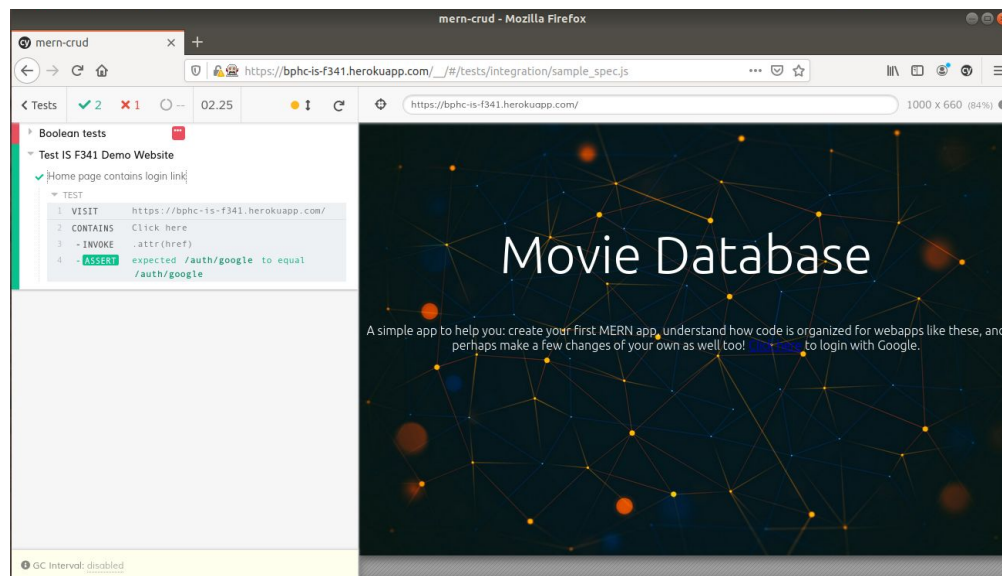 mern-crud - Mozilla Firefox
mern-crud
https://bphc-is-f341.herokuapp.com/__/#/tests/integration/sample_spec.js
Tests 2 1 -- 02.25 https://bphc-is-f341.herokuapp.com/ 1000 x 660 (84%)
Boolean tests
Test IS F341 Demo Website
Home page contains login link
TEST
1 VISIT https://bphc-is-f341.herokuapp.com/
2 CONTAINS Click here
3 - INVOKE .attr(href)
4 - ASSERT expected /auth/google to equal
/auth/google
Movie Database
A simple app to help you: create your first MERN app, understand how code is organized for webapps like these, and
perhaps make a few changes of your own as well too! Click here to login with Google.
GC Interval: disabled